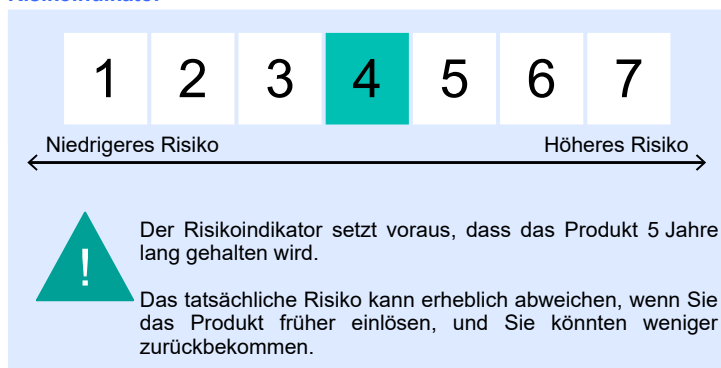 1 2 3 4 5 6 7
Niedrigeres Risiko Höheres Risiko
Der Risikoindikator setzt voraus, dass das Produkt 5 Jahre
lang gehalten wird.
!
Das tatsächliche Risiko kann erheblich abweichen, wenn Sie
das Produkt früher einlösen, und Sie könnten weniger
zurückbekommen.